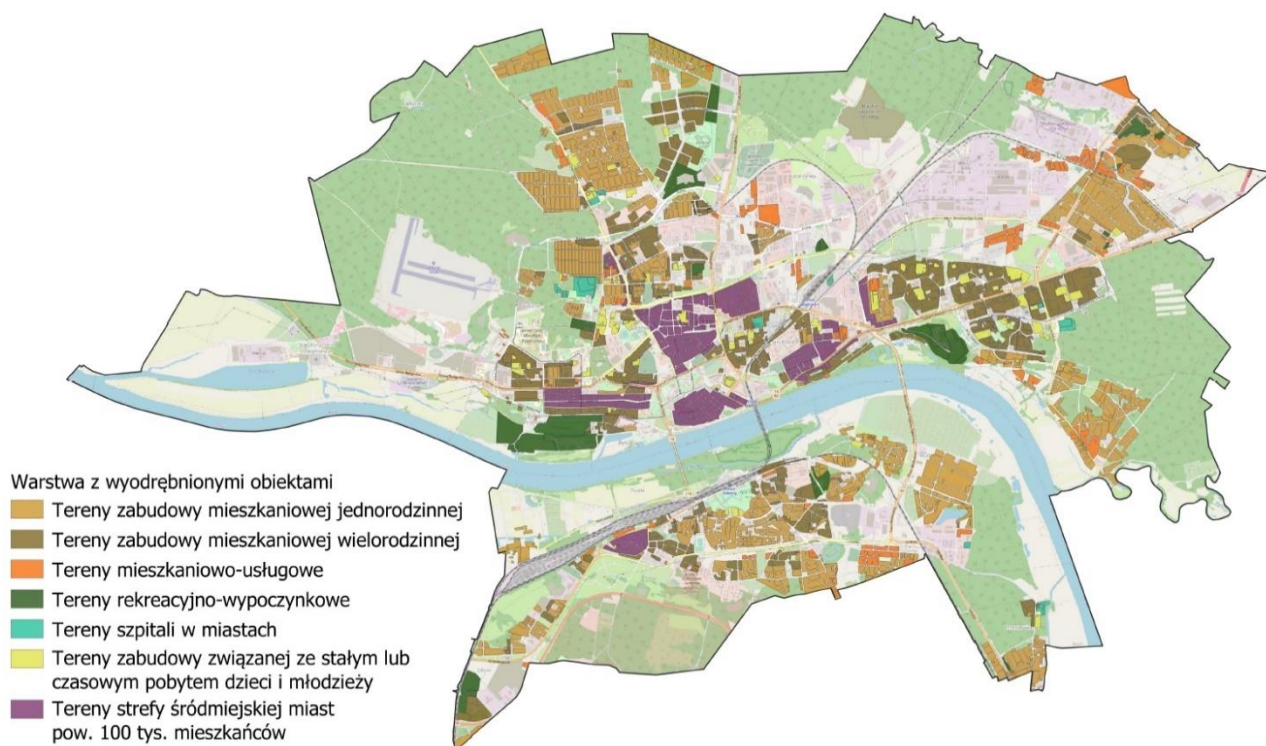 Warstwa z wyodrębnionymi obiektami
Tereny zabudowy mieszkaniowej jednorodzinnej
Tereny zabudowy mieszkaniowej wielorodzinnej
Tereny mieszkaniowo-usługowe
Tereny rekreacyjno-wypoczynkowe
Tereny szpitali w miastach
Tereny zabudowy związanej ze stałym lub
czasowym pobytem dzieci i młodzieży
Tereny strefy śródmiejskiej miast
pow. 100 tys. mieszkańców